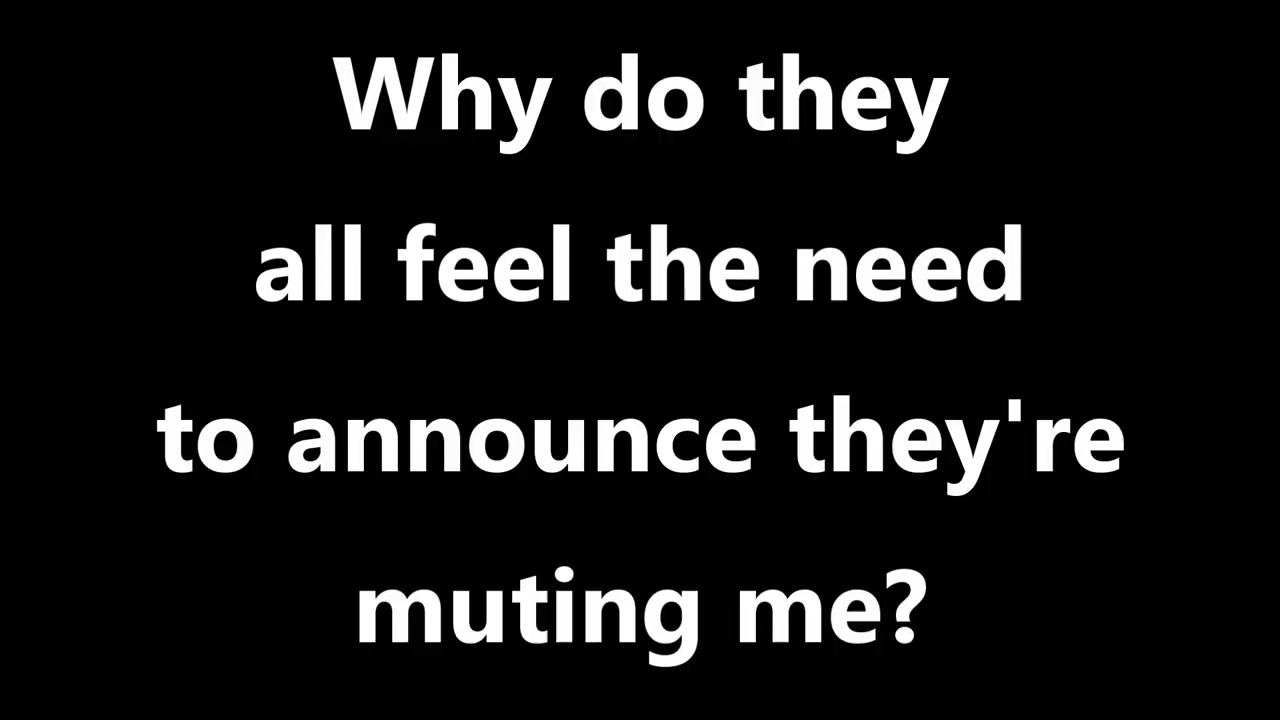 Why do they
all feel the need
to announce they're
muting me?